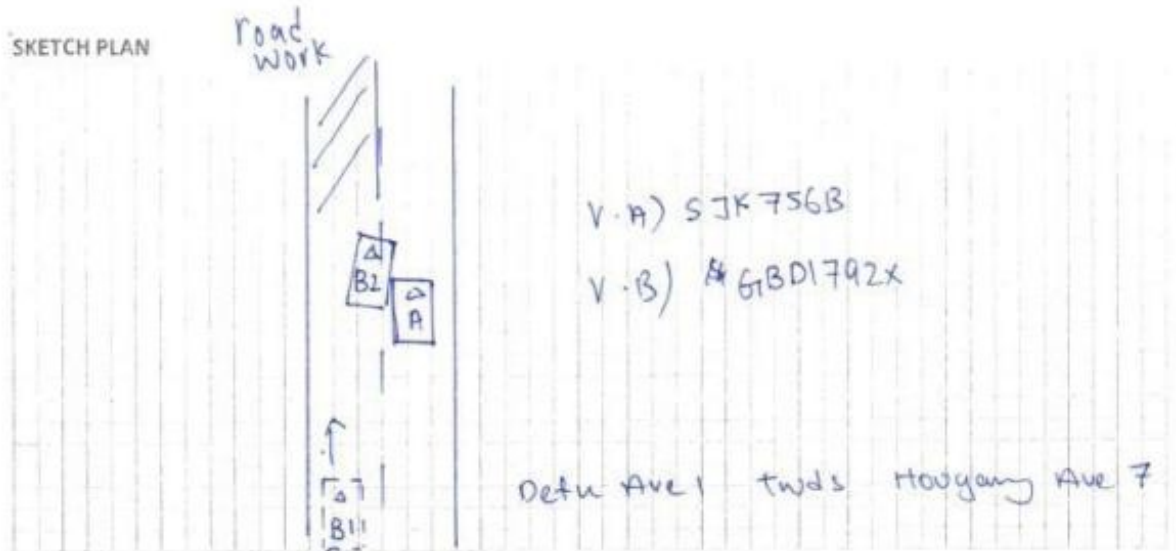 SKETCH PLAN
road
work
V.A) SJK756B
B2
V.B) GBD1792X
A
Defu Ave 1 twds Hougang Ave 7
B1